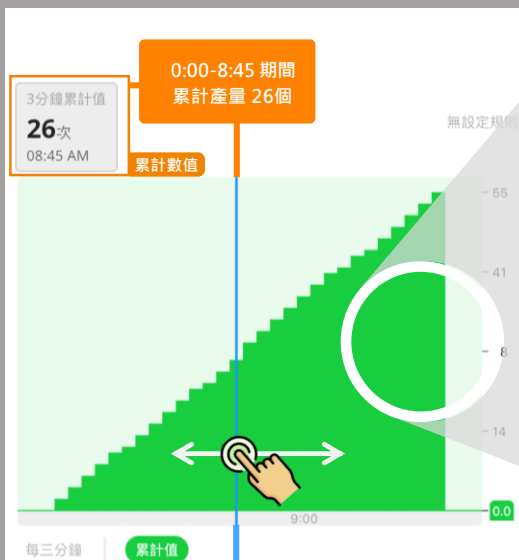 0:00-8:45 期間
累計產量 26個
3分鐘累計值
26次
08:45 AM
累計數值
無設定規則
55
41
8
14
0.0
9:00
每三分鐘
累計值